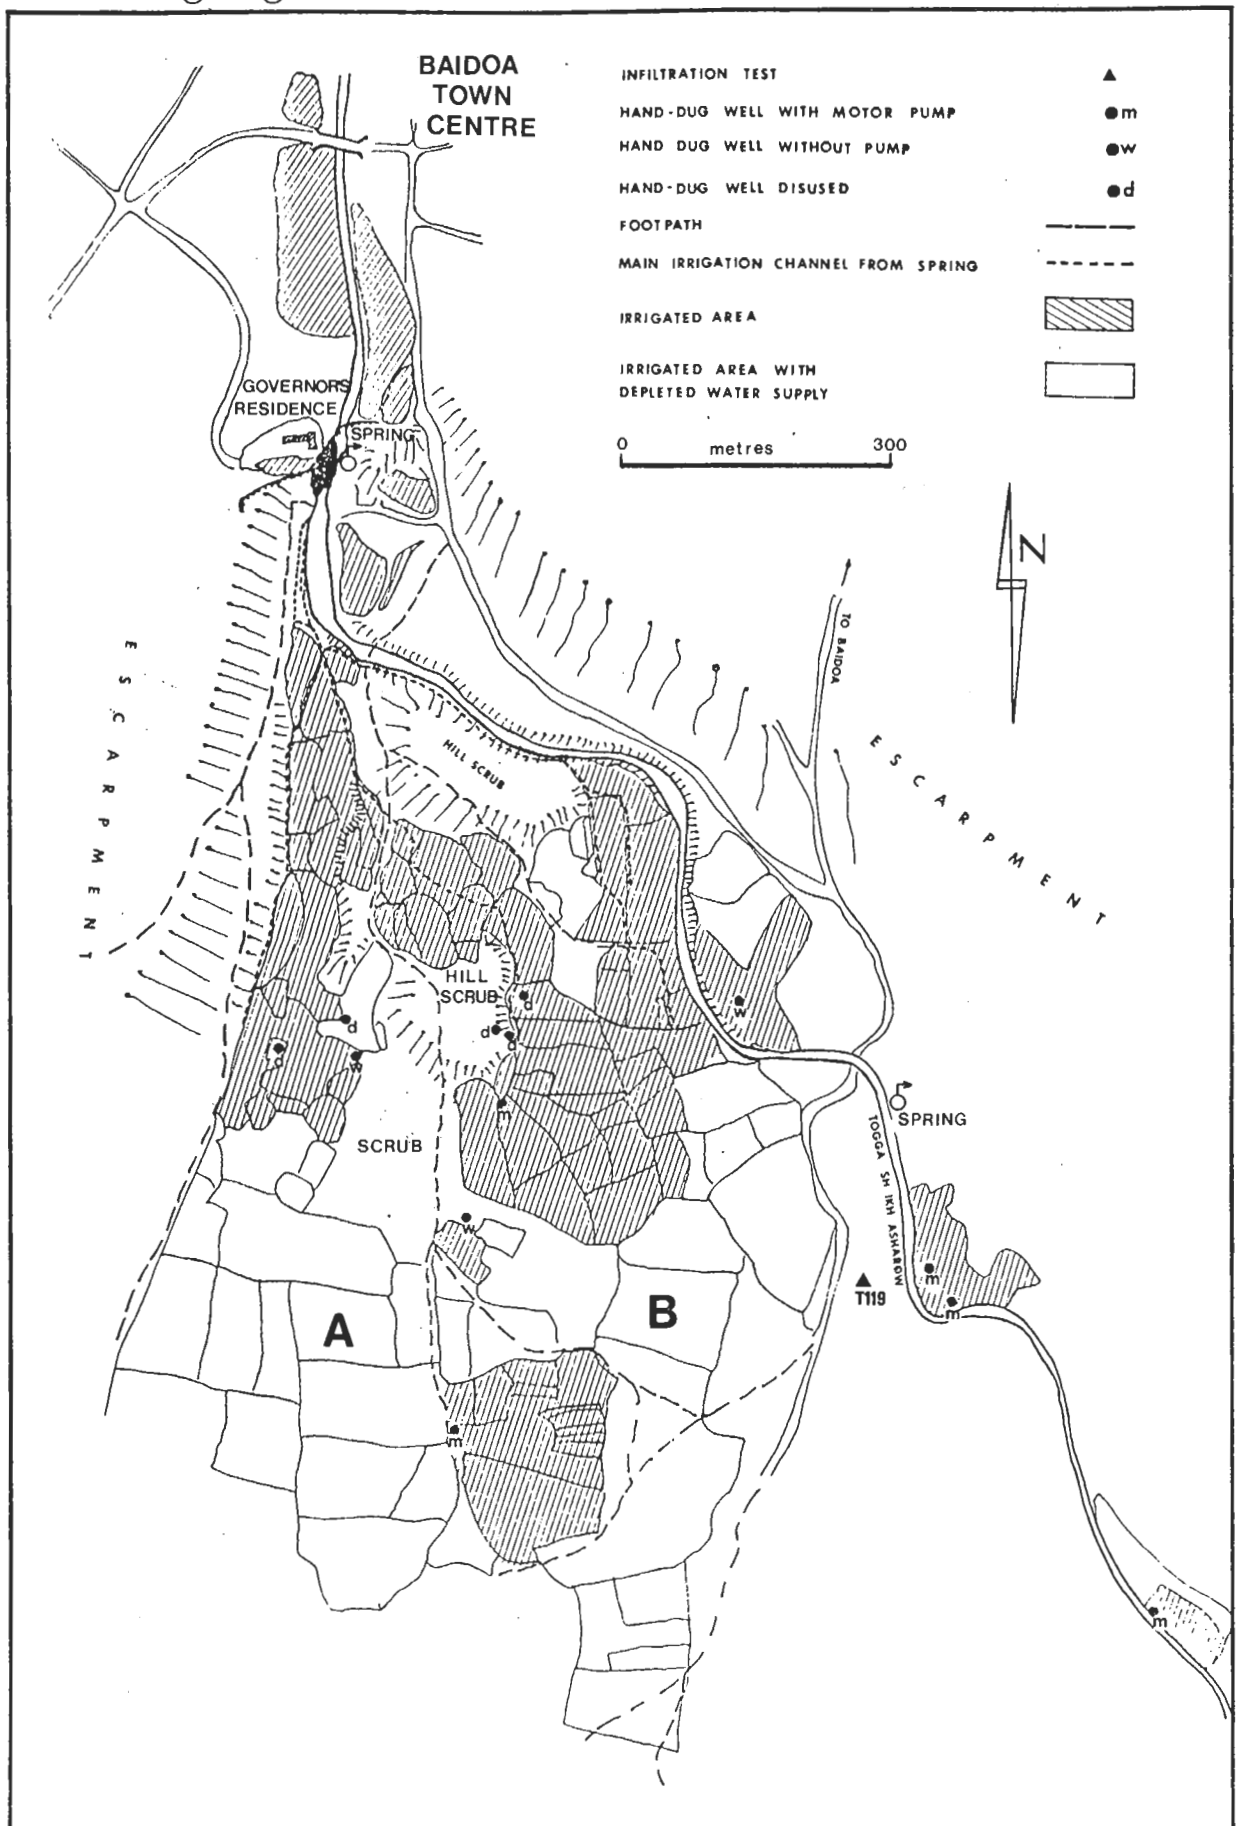 BAIDOA
TOWN
CENTRE
INFILTRATION TEST
HAND-DUG WELL WITH MOTOR PUMP
m
HAND DUG WELL WITHOUT PUMP
w
HAND-DUG WELL DISUSED
d
FOOTPATH
MAIN IRRIGATION CHANNEL FROM SPRING
IRRIGATED AREA
IRRIGATED AREA WITH
DEPLETED WATER SUPPLY
0 metres 300
N
GOVERNORS
RESIDENCE
SPRING
TO BAIDOA
ESCARPMENT
ESCARPMENT
HILL SCRUB
HILL
SCRUB
d
w
d
d
d
d
w
m
SPRING
SCRUB
TOGGA SH IKH ASHAROW
w
m
T119
m
A
B
m
m